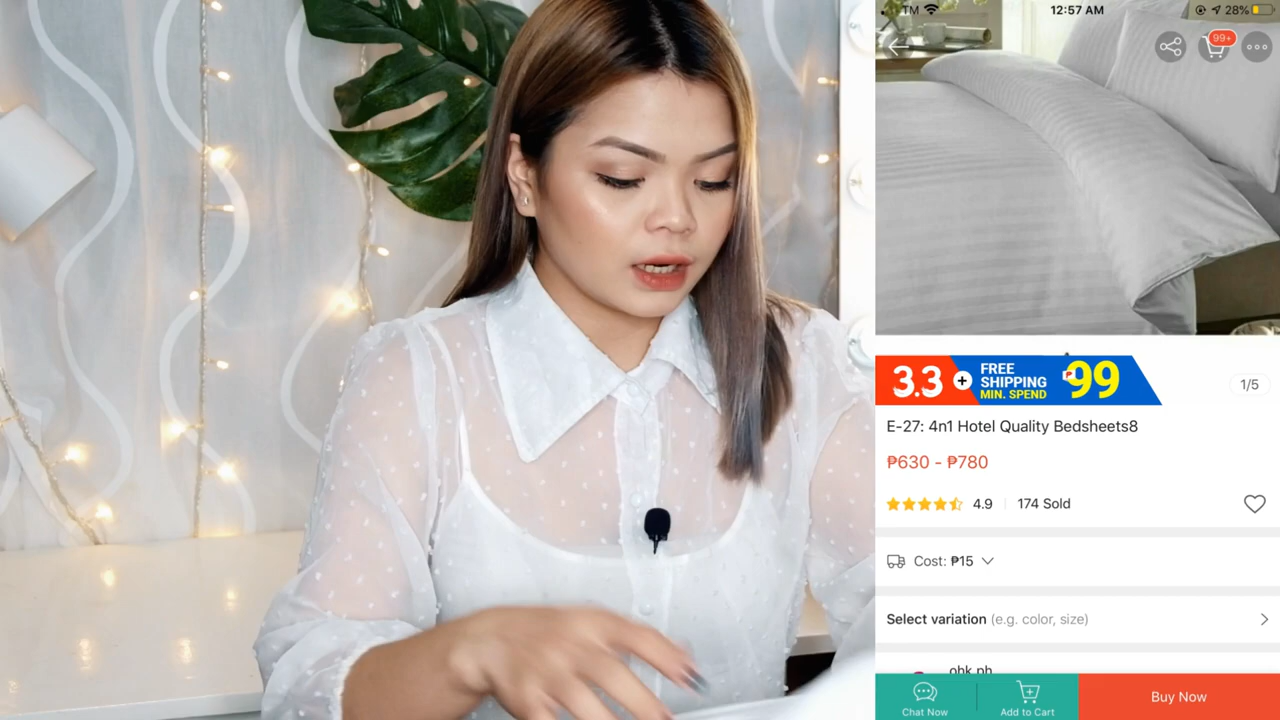 TM 12:57 AM 28%
99+
3.3 + FREE SHIPPING MIN. SPEND ₱99
1/5
E-27: 4n1 Hotel Quality Bedsheets8
₱630 - ₱780
4.9 174 Sold
Cost: ₱15
Select variation (e.g. color, size)
obk.ph
Chat Now Add to Cart Buy Now